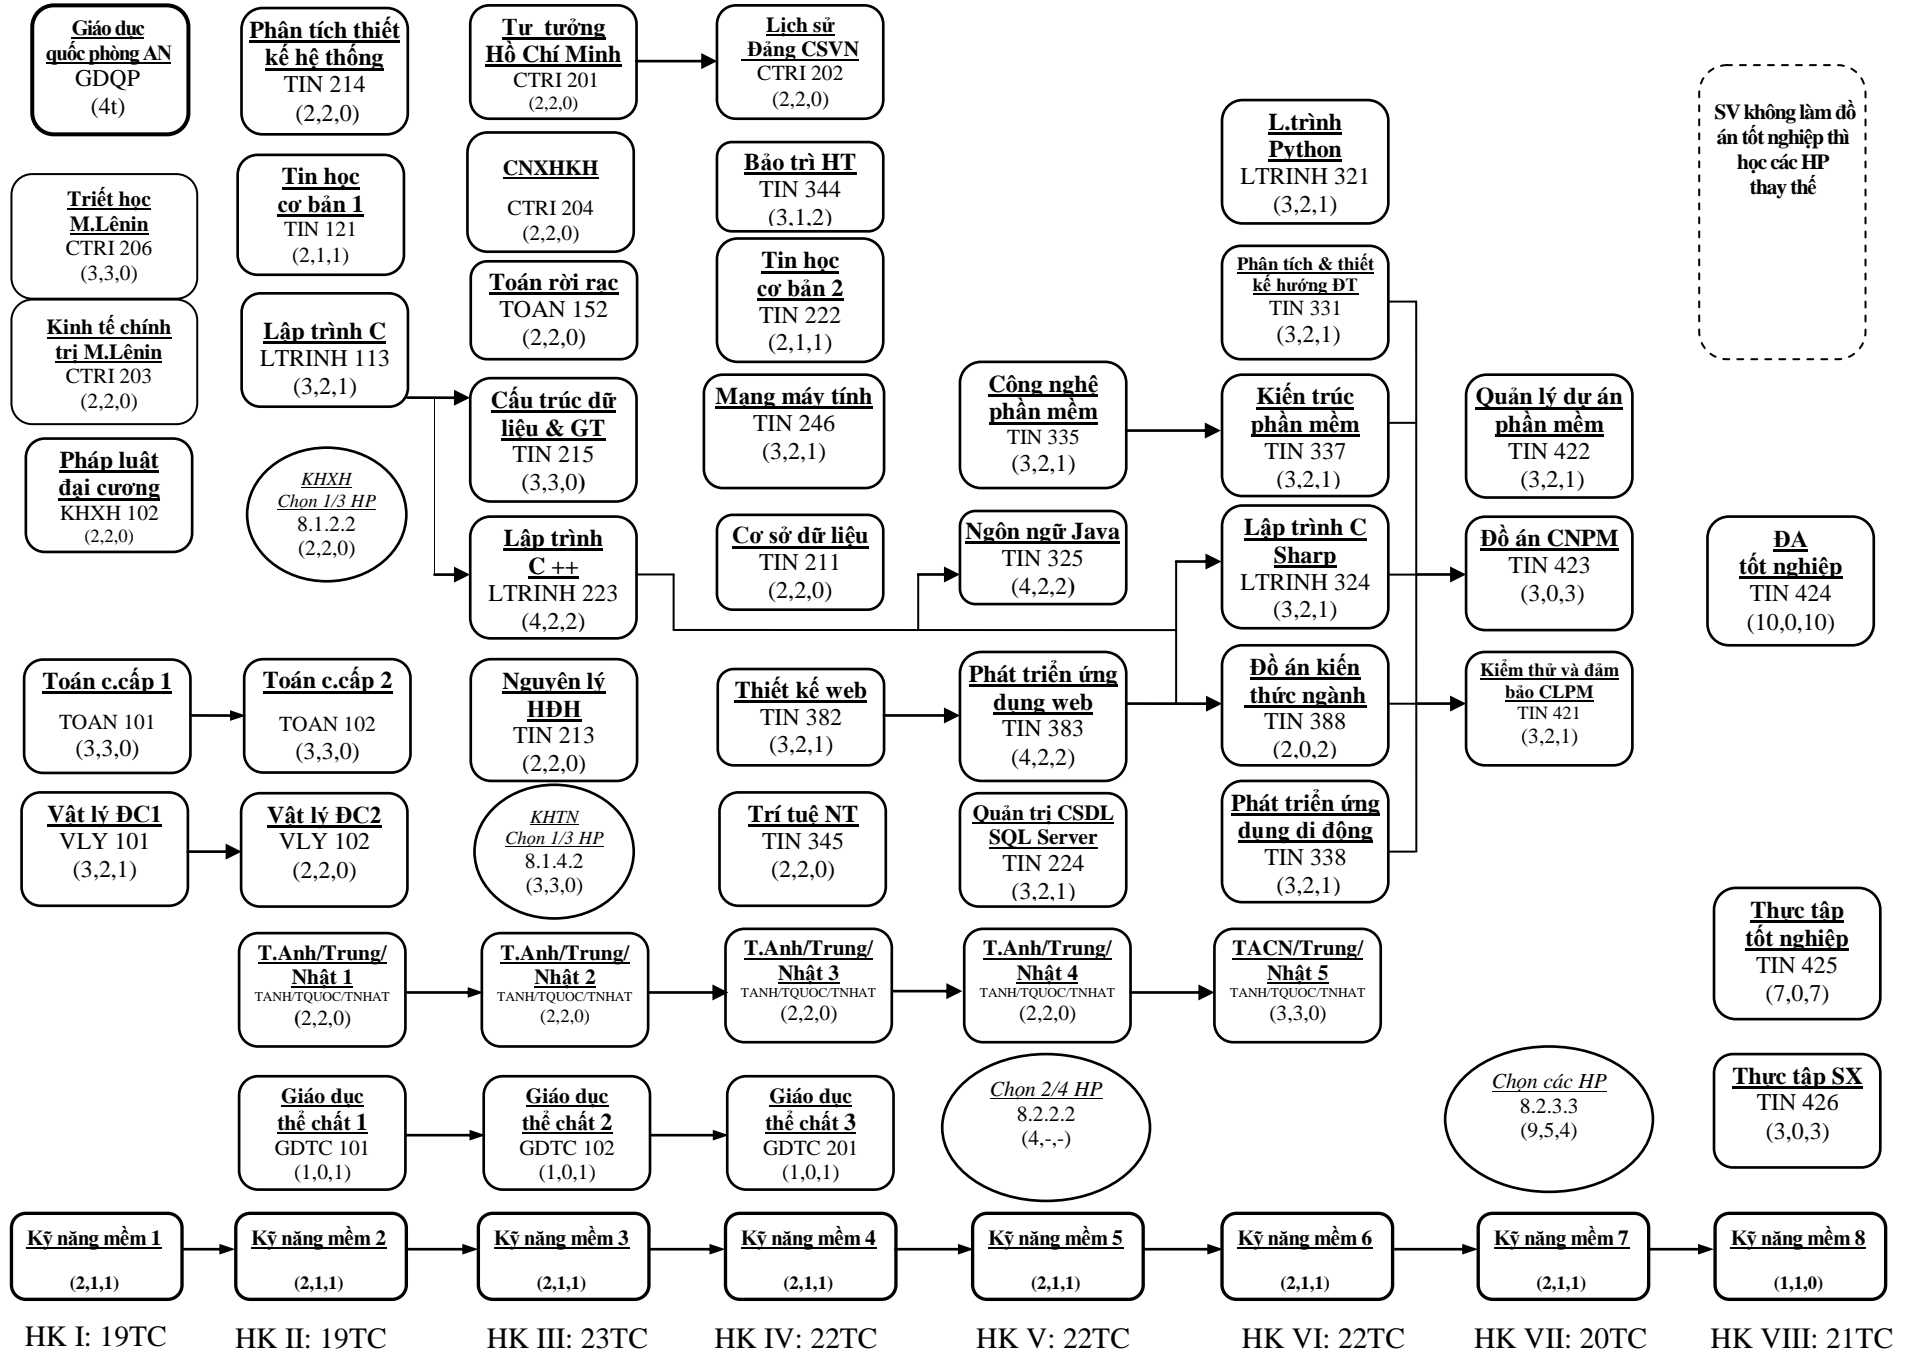 Giáo dục
quốc phòng AN
GDQP
(4t)
Triết học
M.Lênin
CTRI 206
(3,3,0)
Kinh tế chính
trị M.Lênin
CTRI 203
(2,2,0)
Pháp luật
đại cương
KHXH 102
(2,2,0)
Toán c.cấp 1
TOAN 101
(3,3,0)
Vật lý ĐC1
VLY 101
(3,2,1)
Kỹ năng mềm 1
(2,1,1)
HK I: 19TC
Phân tích thiết
kế hệ thống
TIN 214
(2,2,0)
Tin học
cơ bản 1
TIN 121
(2,1,1)
Lập trình C
LTRINH 113
(3,2,1)
KHXH
Chọn 1/3 HP
8.1.2.2
(2,2,0)
Toán c.cấp 2
TOAN 102
(3,3,0)
Vật lý ĐC2
VLY 102
(2,2,0)
T.Anh/Trung/
Nhật 1
TANH/TQUOC/TNHAT
(2,2,0)
Giáo dục
thể chất 1
GDTC 101
(1,0,1)
Kỹ năng mềm 2
(2,1,1)
HK II: 19TC
Tư tưởng
Hồ Chí Minh
CTRI 201
(2,2,0)
CNXHKH
CTRI 204
(2,2,0)
Toán rời rạc
TOAN 152
(2,2,0)
Cấu trúc dữ
liệu & GT
TIN 215
(3,3,0)
Lập trình
C ++
LTRINH 223
(4,2,2)
Nguyên lý
HĐH
TIN 213
(2,2,0)
KHTN
Chọn 1/3 HP
8.1.4.2
(3,3,0)
T.Anh/Trung/
Nhật 2
TANH/TQUOC/TNHAT
(2,2,0)
Giáo dục
thể chất 2
GDTC 102
(1,0,1)
Kỹ năng mềm 3
(2,1,1)
HK III: 23TC
Lịch sử
Đảng CSVN
CTRI 202
(2,2,0)
Bảo trì HT
TIN 344
(3,1,2)
Tin học
cơ bản 2
TIN 222
(2,1,1)
Mạng máy tính
TIN 246
(3,2,1)
Cơ sở dữ liệu
TIN 211
(2,2,0)
Thiết kế web
TIN 382
(3,2,1)
Trí tuệ NT
TIN 345
(2,2,0)
T.Anh/Trung/
Nhật 3
TANH/TQUOC/TNHAT
(2,2,0)
Giáo dục
thể chất 3
GDTC 201
(1,0,1)
Kỹ năng mềm 4
(2,1,1)
HK IV: 22TC
Công nghệ
phần mềm
TIN 335
(3,2,1)
Ngôn ngữ Java
TIN 325
(4,2,2)
Phát triển ứng
dụng web
TIN 383
(4,2,2)
Quản trị CSDL
SQL Server
TIN 224
(3,2,1)
T.Anh/Trung/
Nhật 4
TANH/TQUOC/TNHAT
(2,2,0)
Chọn 2/4 HP
8.2.2.2
(4,-,-)
Kỹ năng mềm 5
(2,1,1)
HK V: 22TC
L.trình
Python
LTRINH 321
(3,2,1)
Phân tích & thiết
kế hướng ĐT
TIN 331
(3,2,1)
Kiến trúc
phần mềm
TIN 337
(3,2,1)
Lập trình C
Sharp
LTRINH 324
(3,2,1)
Đồ án kiến
thức ngành
TIN 388
(2,0,2)
Phát triển ứng
dụng di động
TIN 338
(3,2,1)
TACN/Trung/
Nhật 5
TANH/TQUOC/TNHAT
(3,3,0)
Kỹ năng mềm 6
(2,1,1)
HK VI: 22TC
Quản lý dự án
phần mềm
TIN 422
(3,2,1)
Đồ án CNPM
TIN 423
(3,0,3)
Kiểm thử và đảm
bảo CLPM
TIN 421
(3,2,1)
Chọn các HP
8.2.3.3
(9,5,4)
Kỹ năng mềm 7
(2,1,1)
HK VII: 20TC
SV không làm đồ
án tốt nghiệp thì
học các HP
thay thế
ĐA
tốt nghiệp
TIN 424
(10,0,10)
Thực tập
tốt nghiệp
TIN 425
(7,0,7)
Thực tập SX
TIN 426
(3,0,3)
Kỹ năng mềm 8
(1,1,0)
HK VIII: 21TC